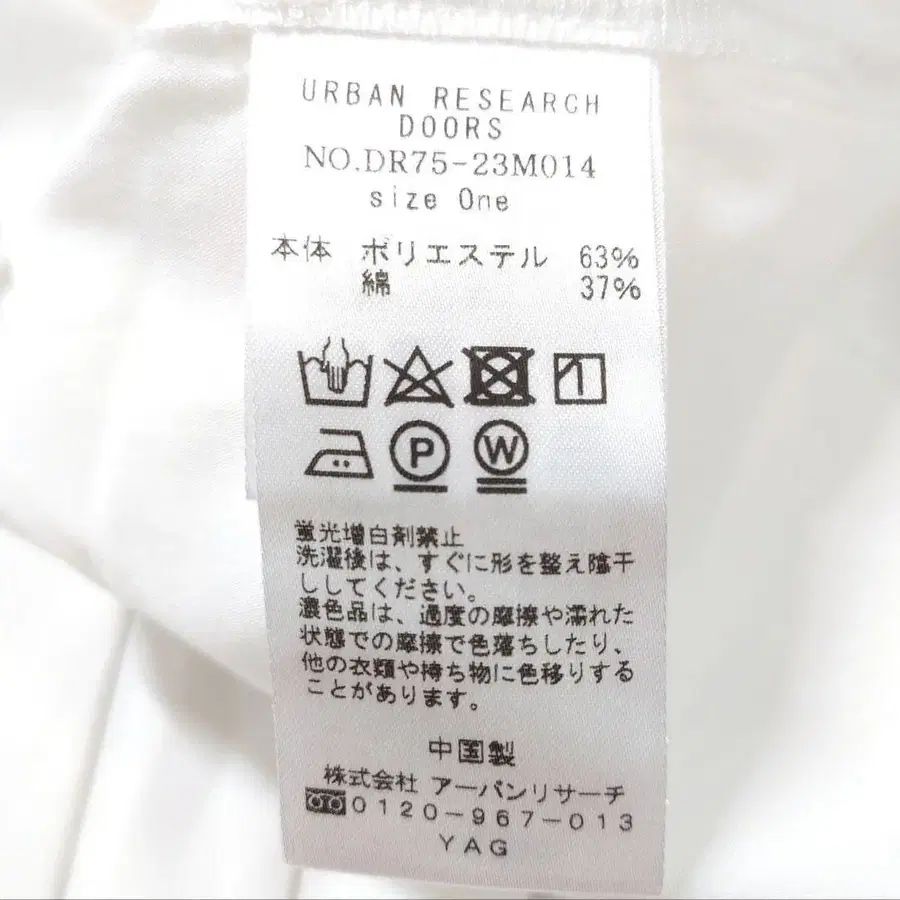 URBAN RESEARCH
DOORS
NO.DR75-23M014
size One
本体 ポリエステル 63%
綿 37%
P W
蛍光増白剤禁止
洗濯後は、すぐに形を整え陰干
ししてください。
濃色品は、過度の摩擦や濡れた
状態での摩擦で色落ちしたり、
他の衣類や持ち物に色移りする
ことがあります。
中国製
株式会社 アーバンリサーチ
0120-967-013
YAG